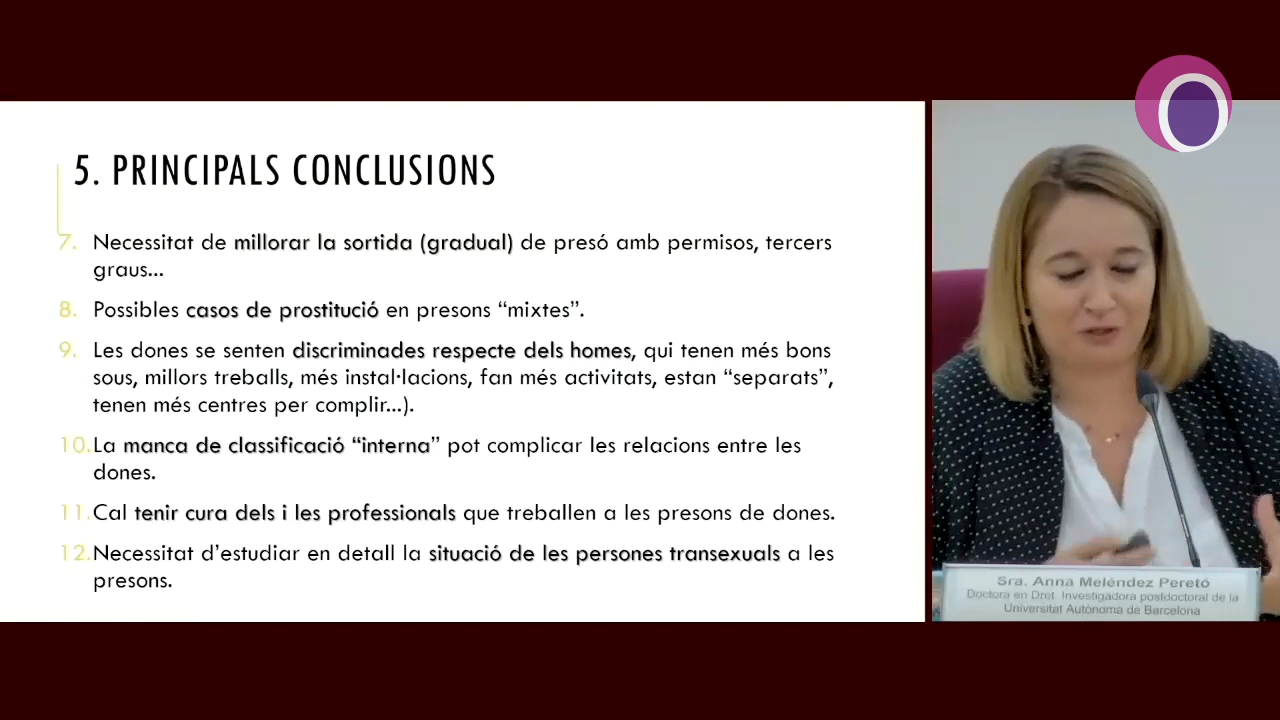 5. PRINCIPALS CONCLUSIONS
7. Necessitat de millorar la sortida (gradual) de presó amb permisos, tercers
graus...
8. Possibles casos de prostitució en presons “mixtes”.
9. Les dones se senten discriminades respecte dels homes, qui tenen més bons
sous, millors treballs, més instal·lacions, fan més activitats, estan “separats”,
tenen més centres per complir...).
10. La manca de classificació “interna” pot complicar les relacions entre les
dones.
11. Cal tenir cura dels i les professionals que treballen a les presons de dones.
12. Necessitat d’estudiar en detall la situació de les persones transexuals a les
presons.
Sra. Anna Meléndez Peretó
Doctora en Dret. Investigadora postdoctoral de la
Universitat Autònoma de Barcelona